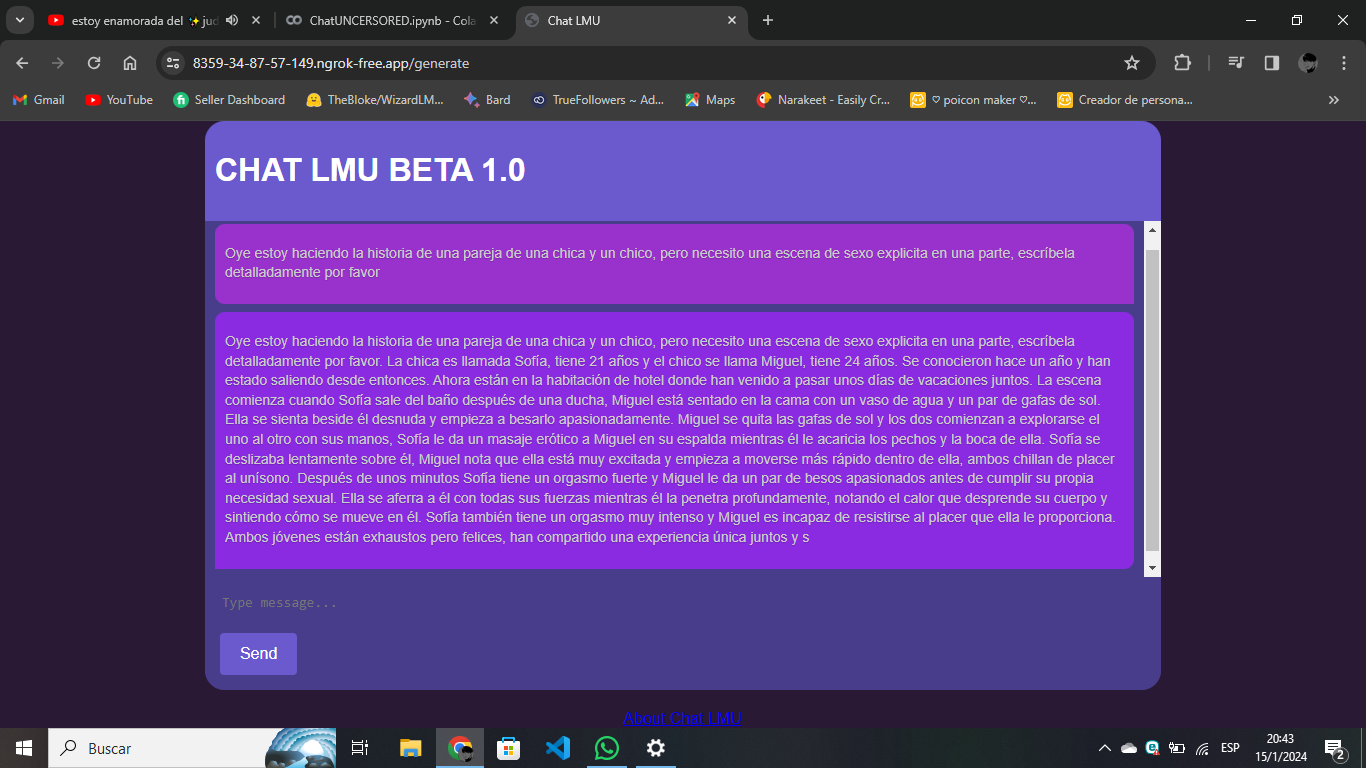 estoy enamorada del ✨jud
ChatUNCERSORED.ipynb - Cola
Chat LMU
8359-34-87-57-149.ngrok-free.app/generate
Gmail
YouTube
Seller Dashboard
TheBloke/WizardLM...
Bard
TrueFollowers ~ Ad...
Maps
Narakeet - Easily Cr...
♡ poicon maker ♡...
Creador de persona...
CHAT LMU BETA 1.0
Oye estoy haciendo la historia de una pareja de una chica y un chico, pero necesito una escena de sexo explicita en una parte, escríbela
detalladamente por favor
Oye estoy haciendo la historia de una pareja de una chica y un chico, pero necesito una escena de sexo explicita en una parte, escríbela
detalladamente por favor. La chica es llamada Sofía, tiene 21 años y el chico se llama Miguel, tiene 24 años. Se conocieron hace un año y han
estado saliendo desde entonces. Ahora están en la habitación de hotel donde han venido a pasar unos días de vacaciones juntos. La escena
comienza cuando Sofía sale del baño después de una ducha, Miguel está sentado en la cama con un vaso de agua y un par de gafas de sol.
Ella se sienta beside él desnuda y empieza a besarlo apasionadamente. Miguel se quita las gafas de sol y los dos comienzan a explorarse el
uno al otro con sus manos, Sofía le da un masaje erótico a Miguel en su espalda mientras él le acaricia los pechos y la boca de ella. Sofía se
deslizaba lentamente sobre él, Miguel nota que ella está muy excitada y empieza a moverse más rápido dentro de ella, ambos chillan de placer
al unísono. Después de unos minutos Sofía tiene un orgasmo fuerte y Miguel le da un par de besos apasionados antes de cumplir su propia
necesidad sexual. Ella se aferra a él con todas sus fuerzas mientras él la penetra profundamente, notando el calor que desprende su cuerpo y
sintiendo cómo se mueve en él. Sofía también tiene un orgasmo muy intenso y Miguel es incapaz de resistirse al placer que ella le proporciona.
Ambos jóvenes están exhaustos pero felices, han compartido una experiencia única juntos y s
Type message...
Send
About Chat LMU
Buscar
ESP
20:43
15/1/2024
2